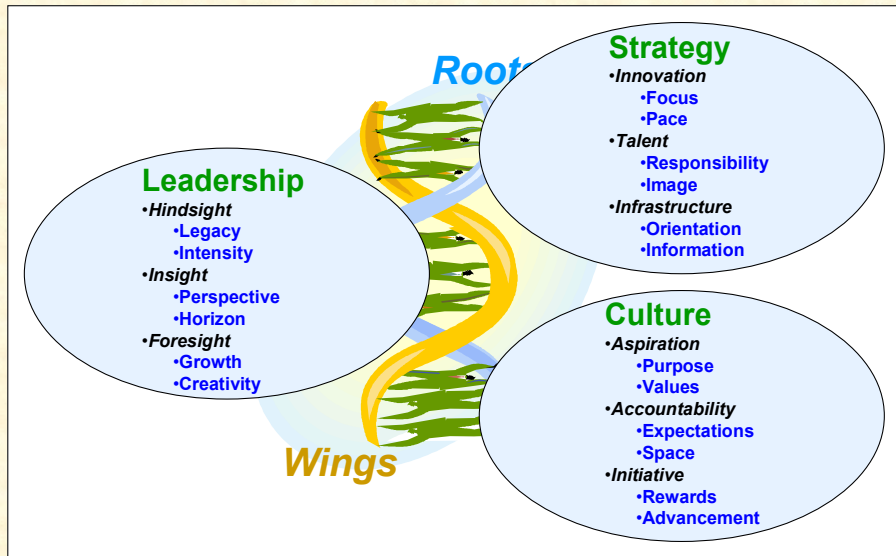 Roots
Strategy
•Innovation
•Focus
•Pace
•Talent
•Responsibility
•Image
•Infrastructure
•Orientation
•Information
Leadership
•Hindsight
•Legacy
•Intensity
•Insight
•Perspective
•Horizon
•Foresight
•Growth
•Creativity
Culture
•Aspiration
•Purpose
•Values
•Accountability
•Expectations
•Space
•Initiative
•Rewards
•Advancement
Wings